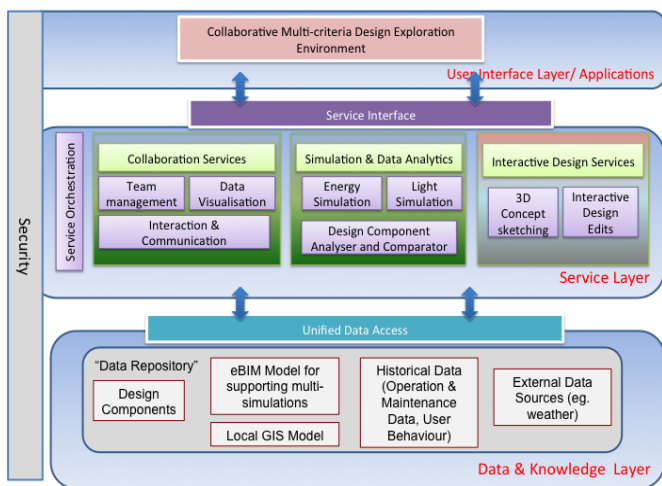 Collaborative Multi-criteria Design Exploration
Environment
User Interface Layer/ Applications
Service Interface
Security
Service Orchestration
Collaboration Services
Team
management
Data
Visualisation
Interaction &
Communication
Simulation & Data Analytics
Energy
Simulation
Light
Simulation
Design Component
Analyser and Comparator
Interactive Design Services
3D
Concept
sketching
Interactive
Design
Edits
Service Layer
Unified Data Access
“Data Repository”
Design
Components
eBIM Model for
supporting multi-
simulations
Local GIS Model
Historical Data
(Operation &
Maintenance
Data, User
Behaviour)
External Data
Sources (eg.
weather)
Data & Knowledge Layer